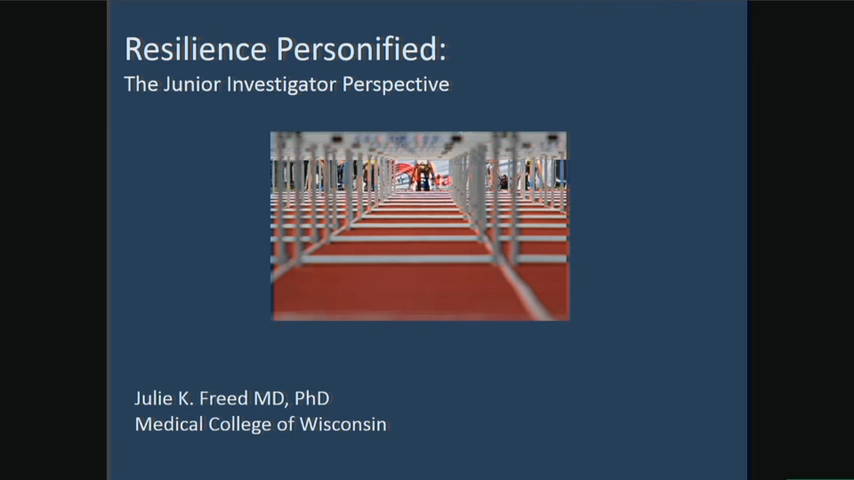 Resilience Personified:
The Junior Investigator Perspective
Julie K. Freed MD, PhD
Medical College of Wisconsin